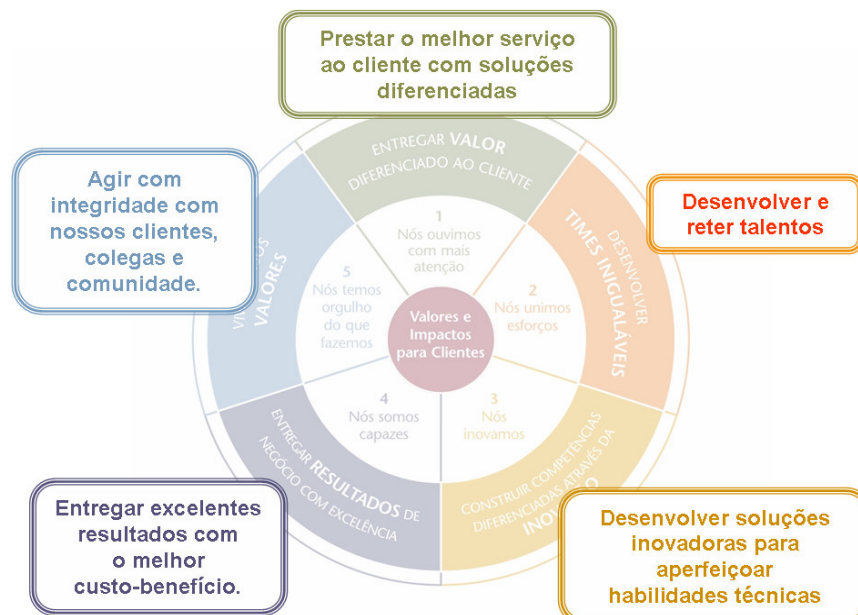 Prestar o melhor serviço
ao cliente com soluções
diferenciadas
ENTREGAR VALOR
DIFERENCIADO AO CLIENTE
1
Nós ouvimos
com mais
atenção
Desenvolver e
reter talentos
DESENVOLVER
TIMES INIGUALÁVEIS
2
Nós unimos
esforços
Desenvolver soluções
inovadoras para
aperfeiçoar
habilidades técnicas
CONSTRUIR COMPETÊNCIAS
DIFERENCIADAS ATRAVÉS DA
3
Nós
inovamos
Entregar excelentes
resultados com
o melhor
custo-benefício.
ENTREGAR RESULTADOS DE
NEGÓCIO COM EXCELÊNCIA
4
Nós somos
capazes
Agir com
integridade com
nossos clientes,
colegas e
comunidade.
VALORES
5
Nós temos
orgulho
do que
fazemos
Valores e
Impactos
para Clientes